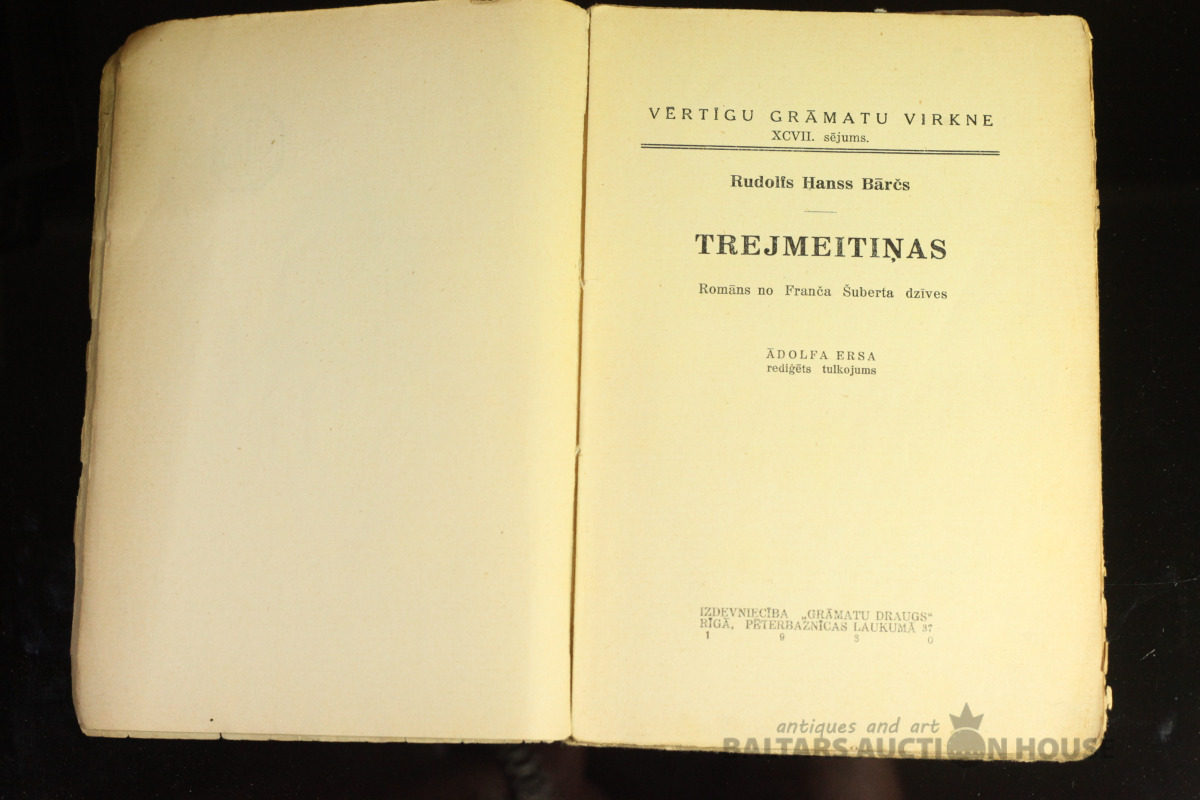 VĒRTĪGU GRĀMATU VIRKNE
XCVII. sējums.
Rudolfs Hanss Bārčs
TREJMEITIŅAS
Romāns no Franča Šuberta dzīves
ĀDOLFA ERSA
rediģēts tulkojums
IZDEVNIECĪBA „GRĀMATU DRAUGS“
RĪGĀ, PĒTERBAZNĪCAS LAUKUMĀ 37
1 9 3 0
antiques and art
BALTARS AUCTION HOUSE